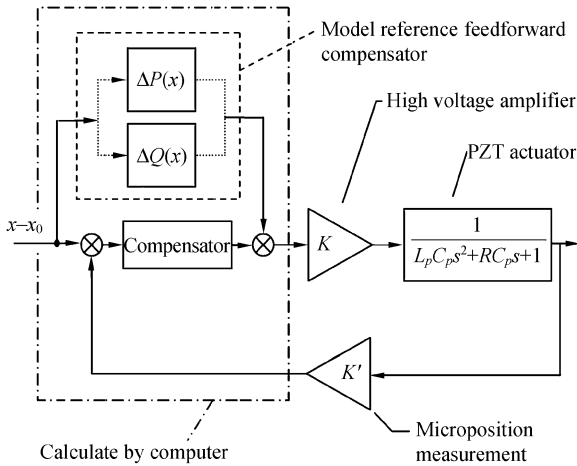 Model reference feedforward
compensator
ΔP(x)
ΔQ(x)
High voltage amplifier
PZT actuator
x–x₀
Compensator
K
1
LₚCₚs²+RCₚs+1
K′
Calculate by computer
Microposition
measurement